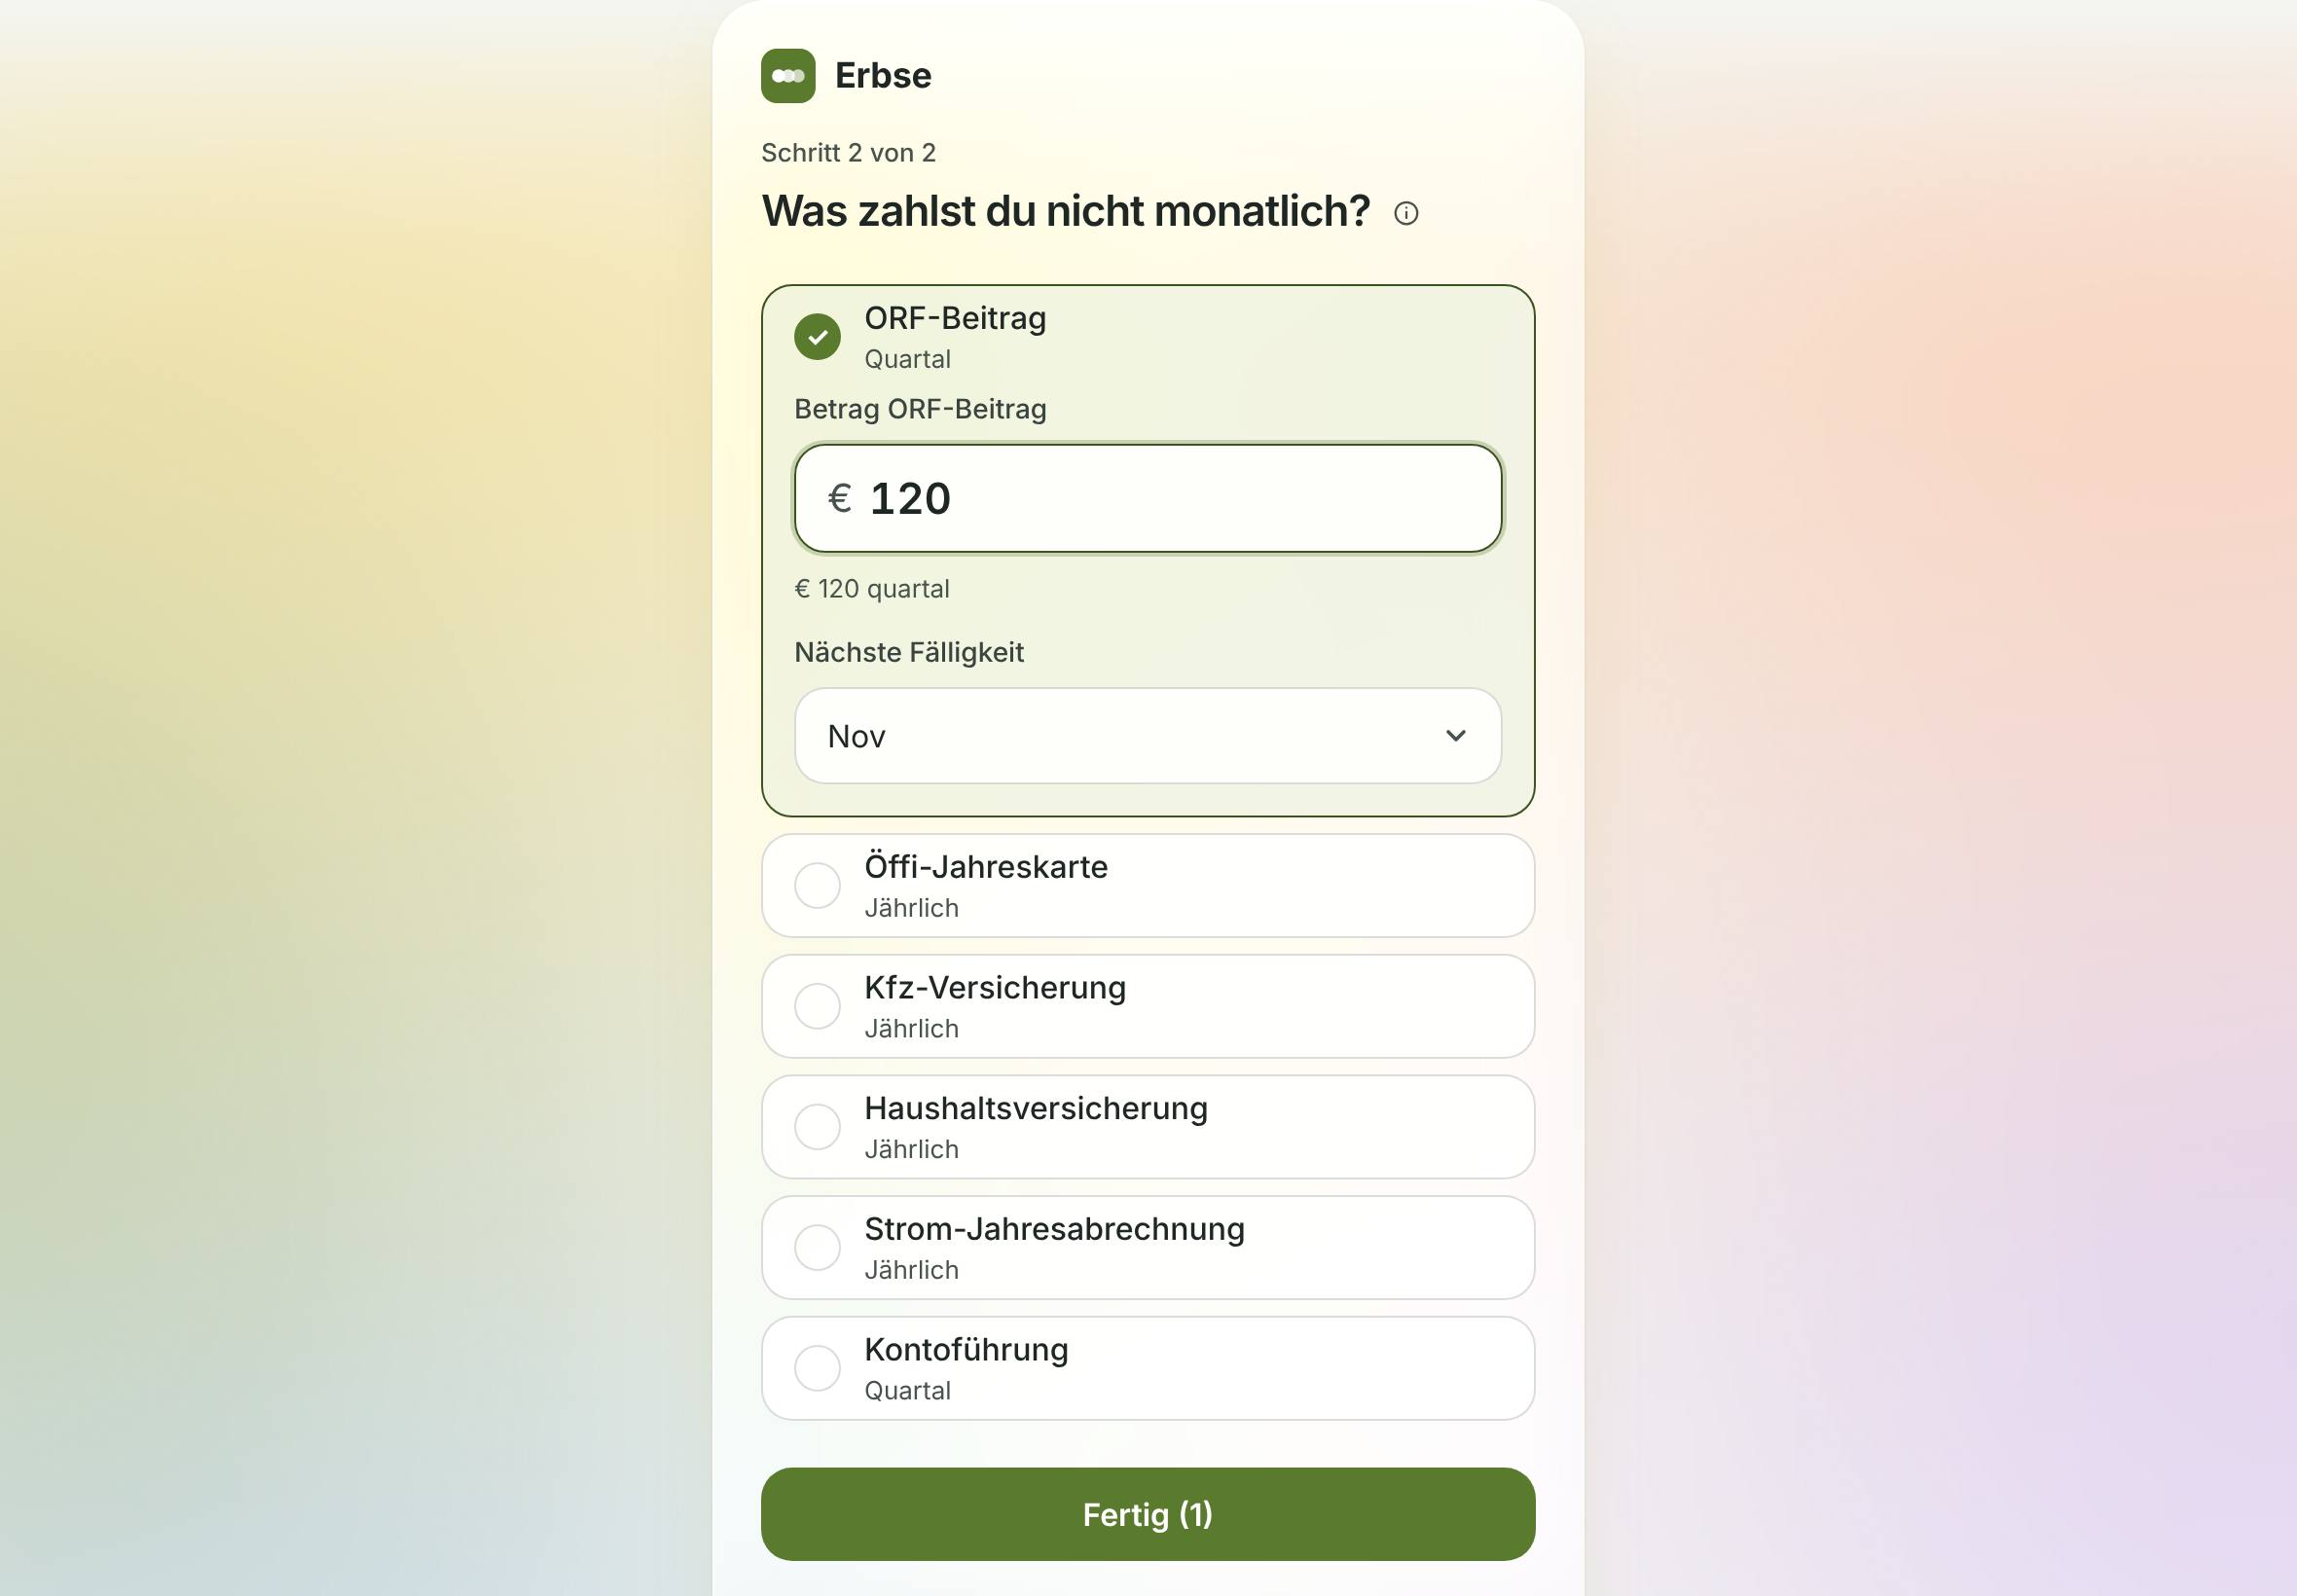 Erbse
Schritt 2 von 2
Was zahlst du nicht monatlich?
ORF-Beitrag
Quartal
Betrag ORF-Beitrag
€ 120
€ 120 quartal
Nächste Fälligkeit
Nov
Öffi-Jahreskarte
Jährlich
Kfz-Versicherung
Jährlich
Haushaltsversicherung
Jährlich
Strom-Jahresabrechnung
Jährlich
Kontoführung
Quartal
Fertig (1)